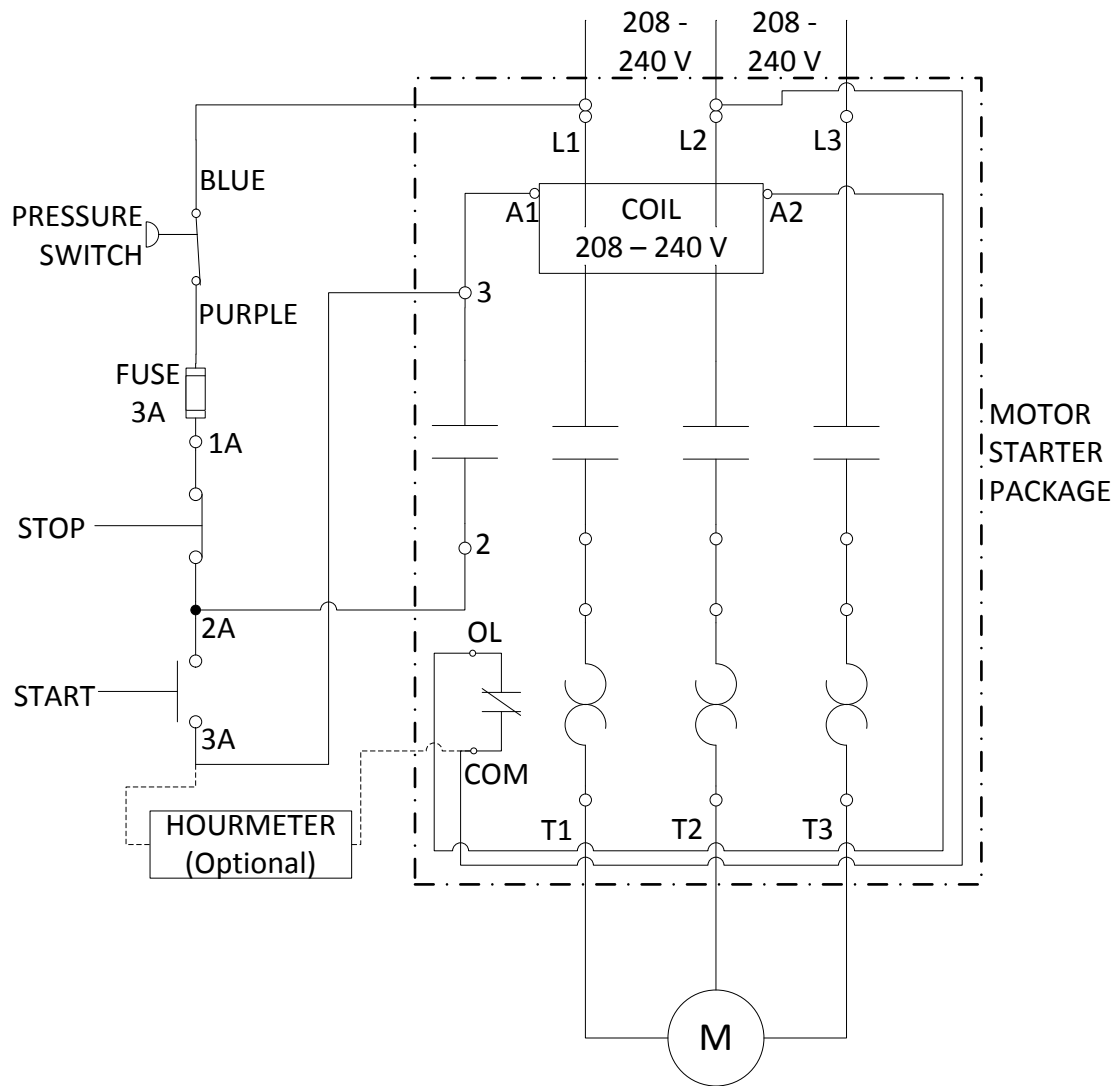 208 -
240 V
208 -
240 V
L1
L2
L3
BLUE
PRESSURE
SWITCH
A1
COIL
208 – 240 V
A2
3
PURPLE
FUSE
3A
1A
MOTOR
STARTER
PACKAGE
STOP
2
2A
OL
START
3A
COM
HOURMETER
(Optional)
T1
T2
T3
M